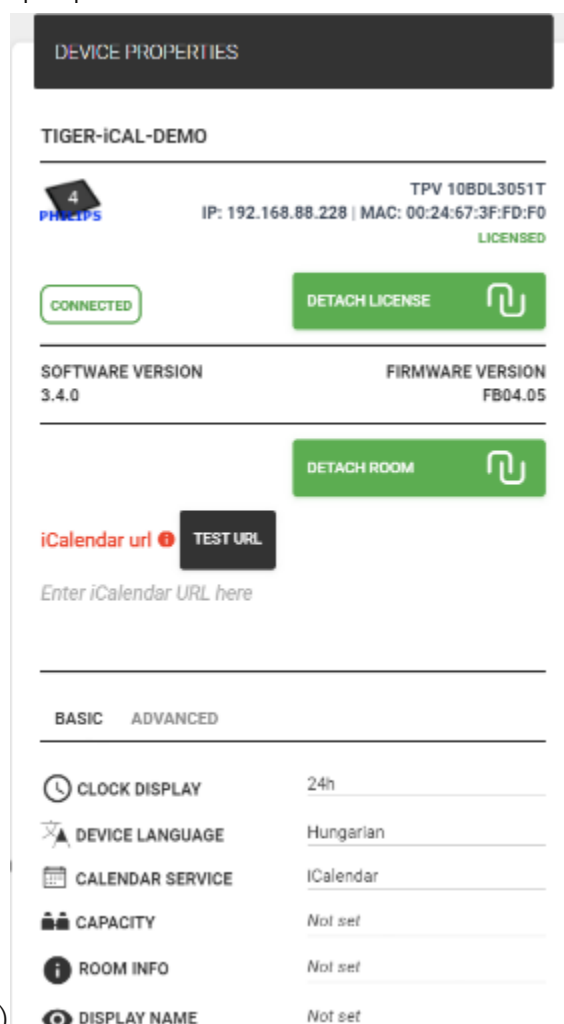 DEVICE PROPERTIES
TIGER-iCAL-DEMO
4
PHILIPS
TPV 10BDL3051T
IP: 192.168.88.228 | MAC: 00:24:67:3F:FD:F0
LICENSED
CONNECTED
DETACH LICENSE
SOFTWARE VERSION
3.4.0
FIRMWARE VERSION
FB04.05
DETACH ROOM
iCalendar url
TEST URL
Enter iCalendar URL here
BASIC ADVANCED
CLOCK DISPLAY 24h
DEVICE LANGUAGE Hungarian
CALENDAR SERVICE ICalendar
CAPACITY Not set
ROOM INFO Not set
DISPLAY NAME Not set